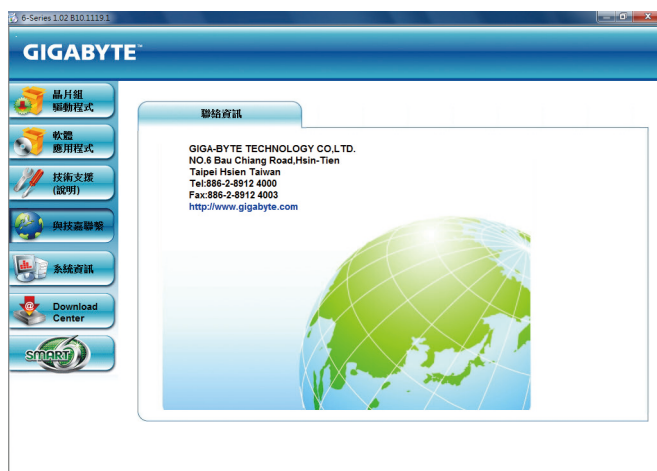 6-Series 1.02 B10.1119.1
GIGABYTE™
晶片組
驅動程式
軟體
應用程式
技術支援
(說明)
與技嘉聯繫
系統資訊
Download
Center
SMART6
聯絡資訊
GIGA-BYTE TECHNOLOGY CO,LTD.
NO.6 Bau Chiang Road,Hsin-Tien
Taipei Hsien Taiwan
Tel:886-2-8912 4000
Fax:886-2-8912 4003
http://www.gigabyte.com